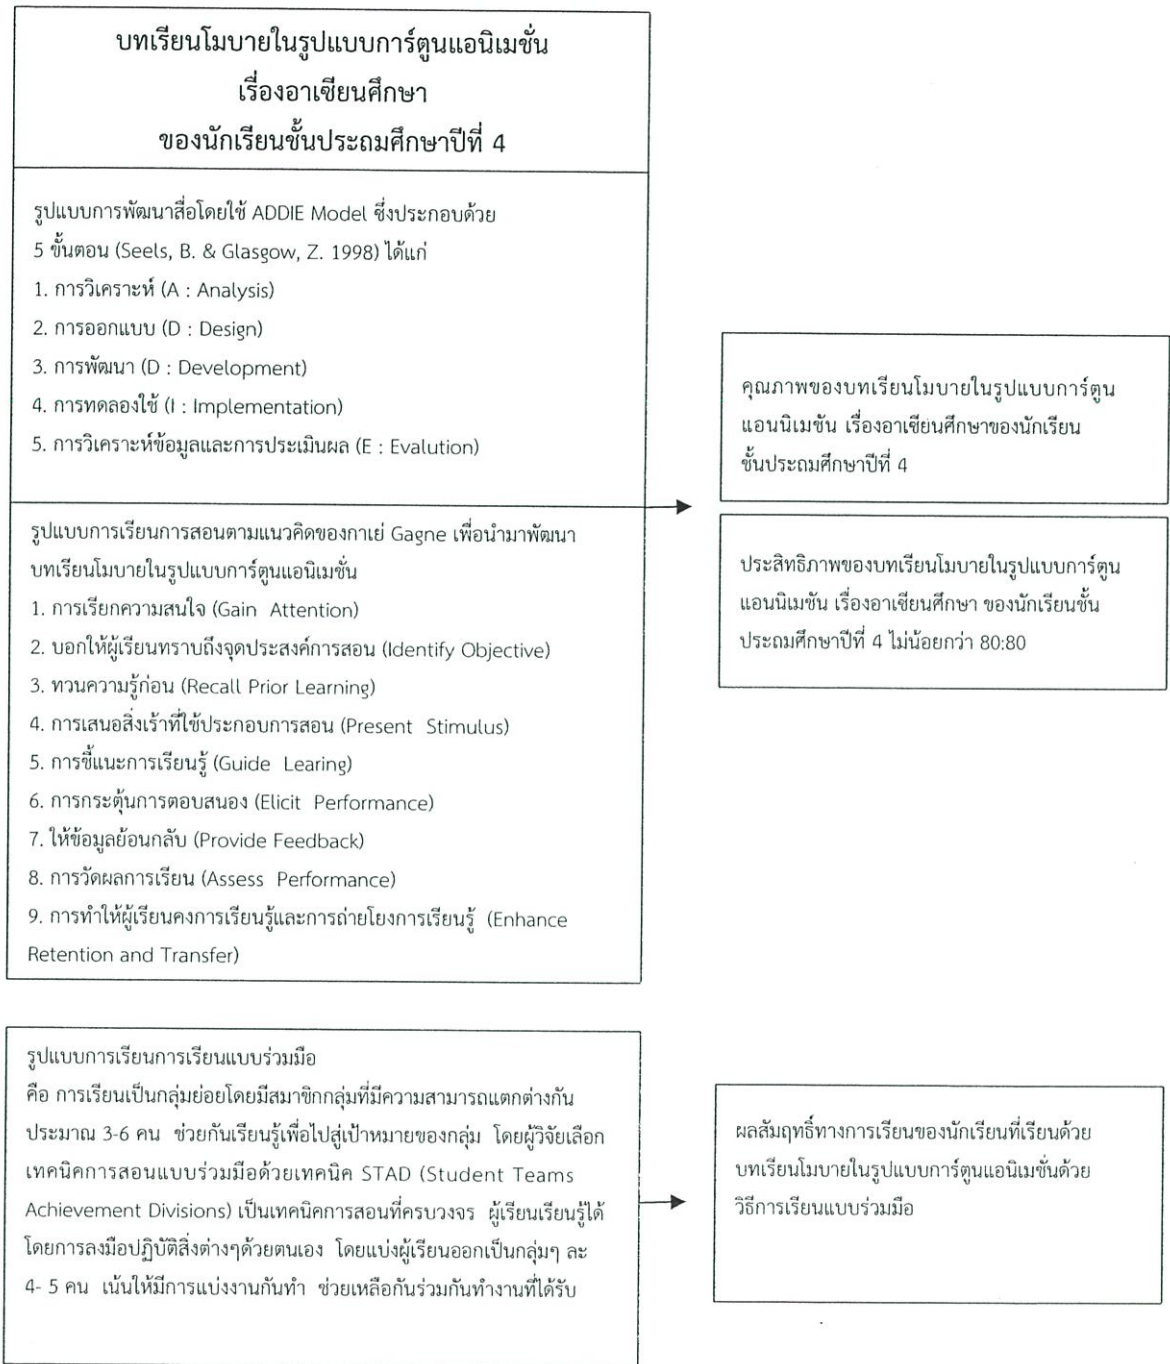 บทเรียนโมบายในรูปแบบการ์ตูนแอนิเมชั่น
เรื่องอาเซียนศึกษา
ของนักเรียนชั้นประถมศึกษาปีที่ 4
รูปแบบการพัฒนาสื่อโดยใช้ ADDIE Model ซึ่งประกอบด้วย
5 ขั้นตอน (Seels, B. & Glasgow, Z. 1998) ได้แก่
1. การวิเคราะห์ (A : Analysis)
2. การออกแบบ (D : Design)
3. การพัฒนา (D : Development)
4. การทดลองใช้ (I : Implementation)
5. การวิเคราะห์ข้อมูลและการประเมินผล (E : Evalution)
รูปแบบการเรียนการสอนตามแนวคิดของกาเย่ Gagne เพื่อนำมาพัฒนา
บทเรียนโมบายในรูปแบบการ์ตูนแอนิเมชั่น
1. การเรียกความสนใจ (Gain Attention)
2. บอกให้ผู้เรียนทราบถึงจุดประสงค์การสอน (Identify Objective)
3. ทวนความรู้ก่อน (Recall Prior Learning)
4. การเสนอสิ่งเร้าที่ใช้ประกอบการสอน (Present Stimulus)
5. การชี้แนะการเรียนรู้ (Guide Learing)
6. การกระตุ้นการตอบสนอง (Elicit Performance)
7. ให้ข้อมูลย้อนกลับ (Provide Feedback)
8. การวัดผลการเรียน (Assess Performance)
9. การทำให้ผู้เรียนคงการเรียนรู้และการถ่ายโยงการเรียนรู้ (Enhance
Retention and Transfer)
คุณภาพของบทเรียนโมบายในรูปแบบการ์ตูน
แอนนิเมชัน เรื่องอาเซียนศึกษาของนักเรียน
ชั้นประถมศึกษาปีที่ 4
ประสิทธิภาพของบทเรียนโมบายในรูปแบบการ์ตูน
แอนนิเมชัน เรื่องอาเซียนศึกษา ของนักเรียนชั้น
ประถมศึกษาปีที่ 4 ไม่น้อยกว่า 80:80
รูปแบบการเรียนการเรียนแบบร่วมมือ
คือ การเรียนเป็นกลุ่มย่อยโดยมีสมาชิกกลุ่มที่มีความสามารถแตกต่างกัน
ประมาณ 3-6 คน ช่วยกันเรียนรู้เพื่อไปสู่เป้าหมายของกลุ่ม โดยผู้วิจัยเลือก
เทคนิคการสอนแบบร่วมมือด้วยเทคนิค STAD (Student Teams
Achievement Divisions) เป็นเทคนิคการสอนที่ครบวงจร ผู้เรียนเรียนรู้ได้
โดยการลงมือปฏิบัติสิ่งต่างๆด้วยตนเอง โดยแบ่งผู้เรียนออกเป็นกลุ่มๆ ละ
4- 5 คน เน้นให้มีการแบ่งงานกันทำ ช่วยเหลือกันร่วมกันทำงานที่ได้รับ
ผลสัมฤทธิ์ทางการเรียนของนักเรียนที่เรียนด้วย
บทเรียนโมบายในรูปแบบการ์ตูนแอนิเมชั่นด้วย
วิธีการเรียนแบบร่วมมือ